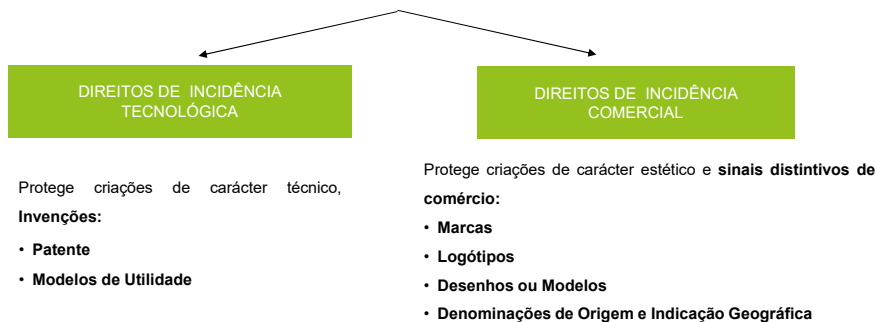 DIREITOS DE INCIDÊNCIA
TECNOLÓGICA
Protege criações de carácter técnico,
Invenções:
• Patente
• Modelos de Utilidade
DIREITOS DE INCIDÊNCIA
COMERCIAL
Protege criações de carácter estético e sinais distintivos de
comércio:
• Marcas
• Logótipos
• Desenhos ou Modelos
• Denominações de Origem e Indicação Geográfica